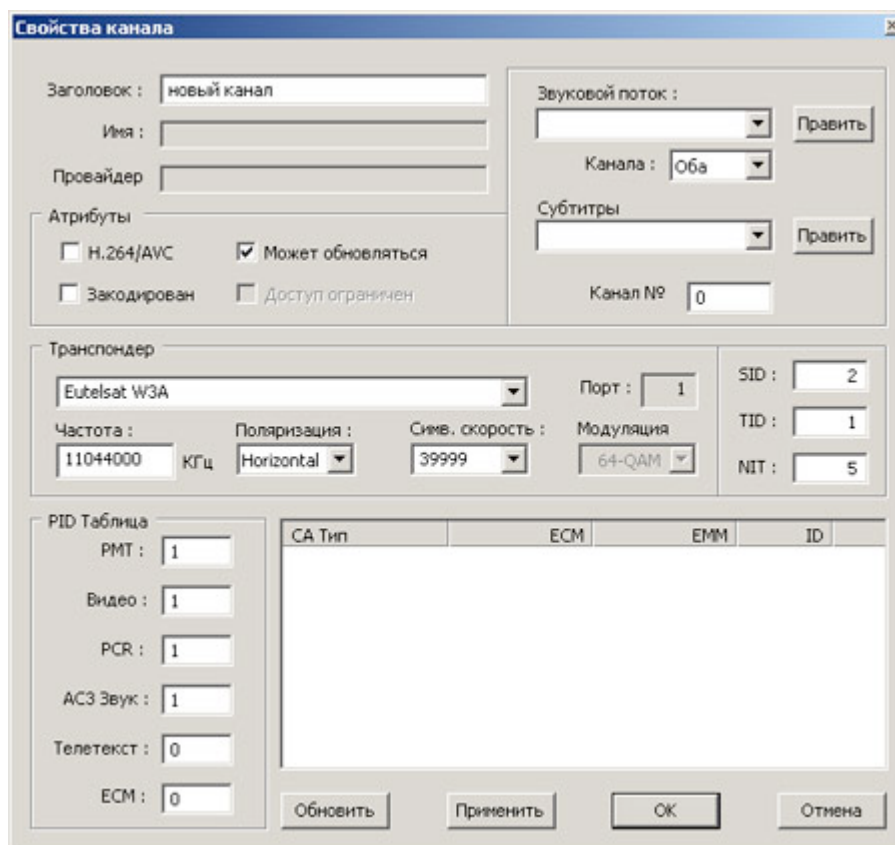 Свойства канала
Заголовок : новый канал
Имя :
Провайдер
Звуковой поток :
Править
Канала : Оба
Субтитры
Править
Канал № 0
Атрибуты
H.264/AVC
Может обновляться
Закодирован
Доступ ограничен
Транспондер
Eutelsat W3A
Порт : 1
Частота :
11044000 КГц
Поляризация :
Horizontal
Симв. скорость :
39999
Модуляция
64-QAM
SID : 2
TID : 1
NIT : 5
PID Таблица
PMT : 1
Видео : 1
PCR : 1
AC3 Звук : 1
Телетекст : 0
ECM : 0
CA Тип ECM EMM ID
Обновить Применить OK Отмена